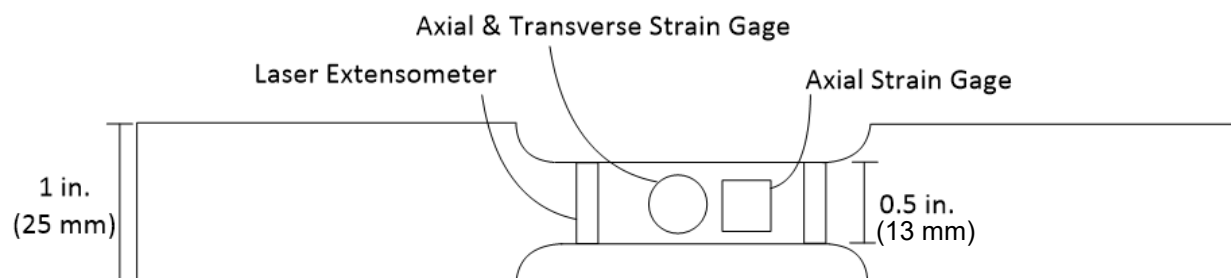 Axial & Transverse Strain Gage
Laser Extensometer
Axial Strain Gage
1 in.
(25 mm)
0.5 in.
(13 mm)